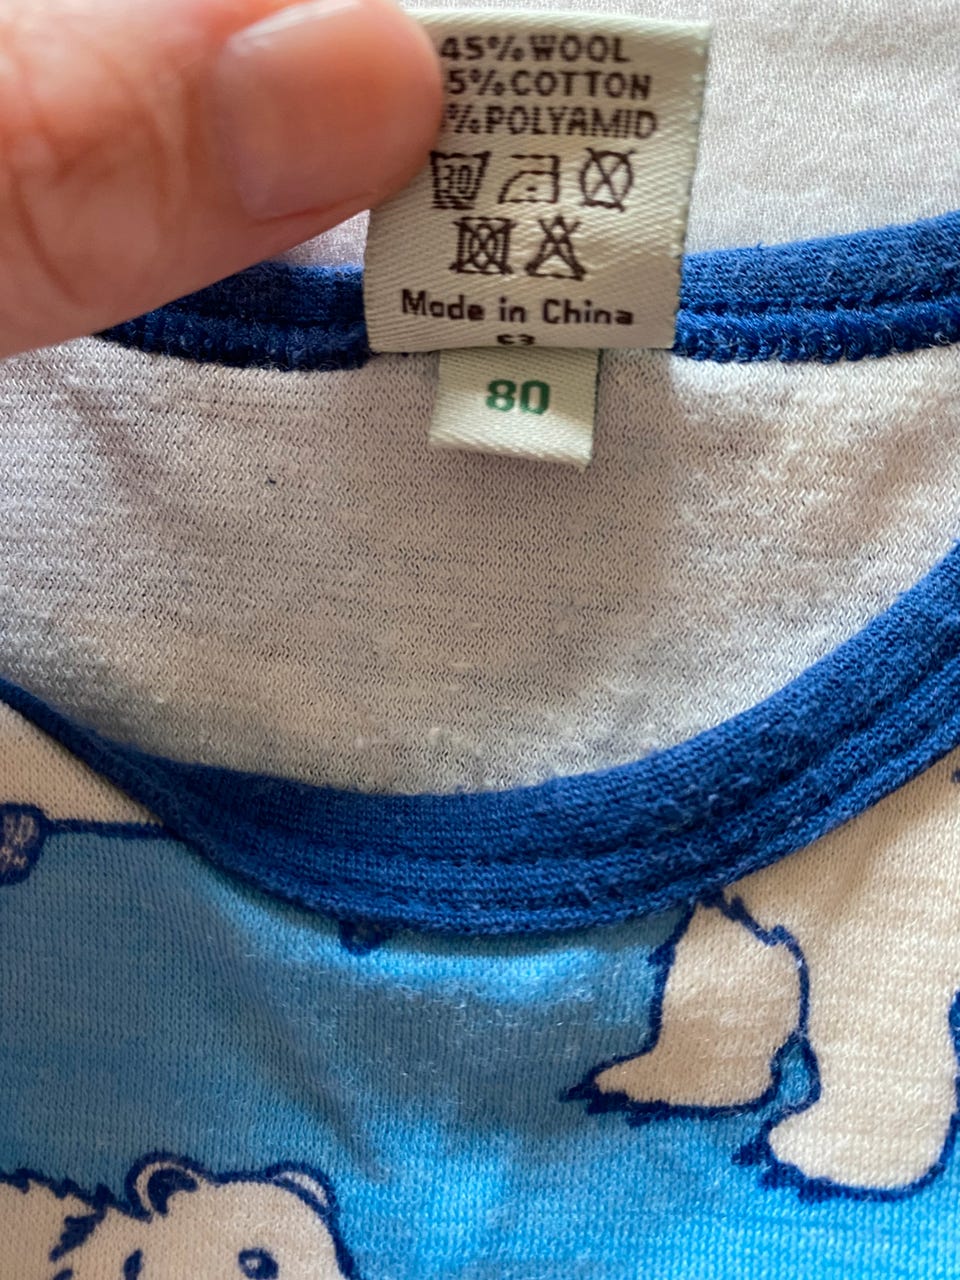 45% WOOL
5% COTTON
% POLYAMID
30
Made in China
80